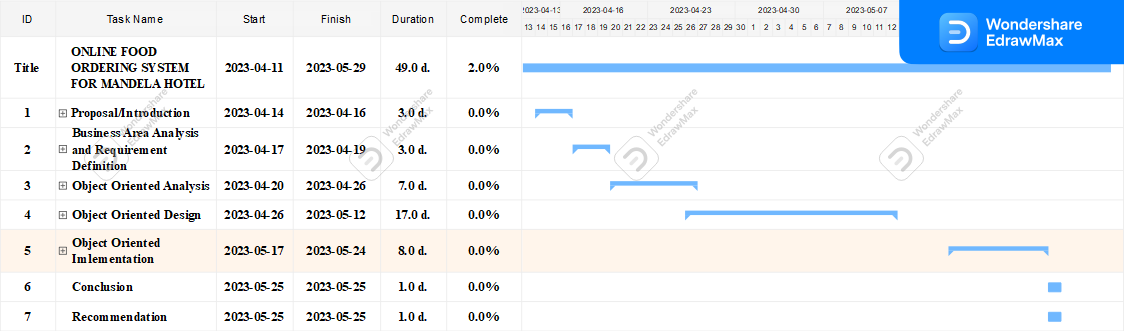 ID Task Name Start Finish Duration Complete 2023-04-13 2023-04-16 2023-04-23 2023-04-30 2023-05-07
13 14 15 16 17 18 19 20 21 22 23 24 25 26 27 28 29 30 1 2 3 4 5 6 7 8 9 10 11 12
Wondershare
EdrawMax
ONLINE FOOD
Title ORDERING SYSTEM 2023-04-11 2023-05-29 49.0 d. 2.0%
FOR MANDELA HOTEL
1 Proposal/Introduction 2023-04-14 2023-04-16 3.0 d. 0.0%
Business Area Analysis
2 and Requirement 2023-04-17 2023-04-19 3.0 d. 0.0%
Definition
3 Object Oriented Analysis 2023-04-20 2023-04-26 7.0 d. 0.0%
4 Object Oriented Design 2023-04-26 2023-05-12 17.0 d. 0.0%
5 Object Oriented 2023-05-17 2023-05-24 8.0 d. 0.0%
Imlementation
6 Conclusion 2023-05-25 2023-05-25 1.0 d. 0.0%
7 Recommendation 2023-05-25 2023-05-25 1.0 d. 0.0%
Wondershare
EdrawMax
Wondershare
EdrawMax
Wondershare
EdrawMax
Wondershare
EdrawMax